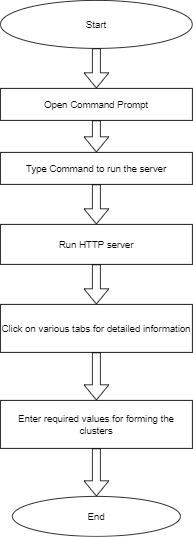 Start
Open Command Prompt
Type Command to run the server
Run HTTP server
Click on various tabs for detailed information
Enter required values for forming the
clusters
End